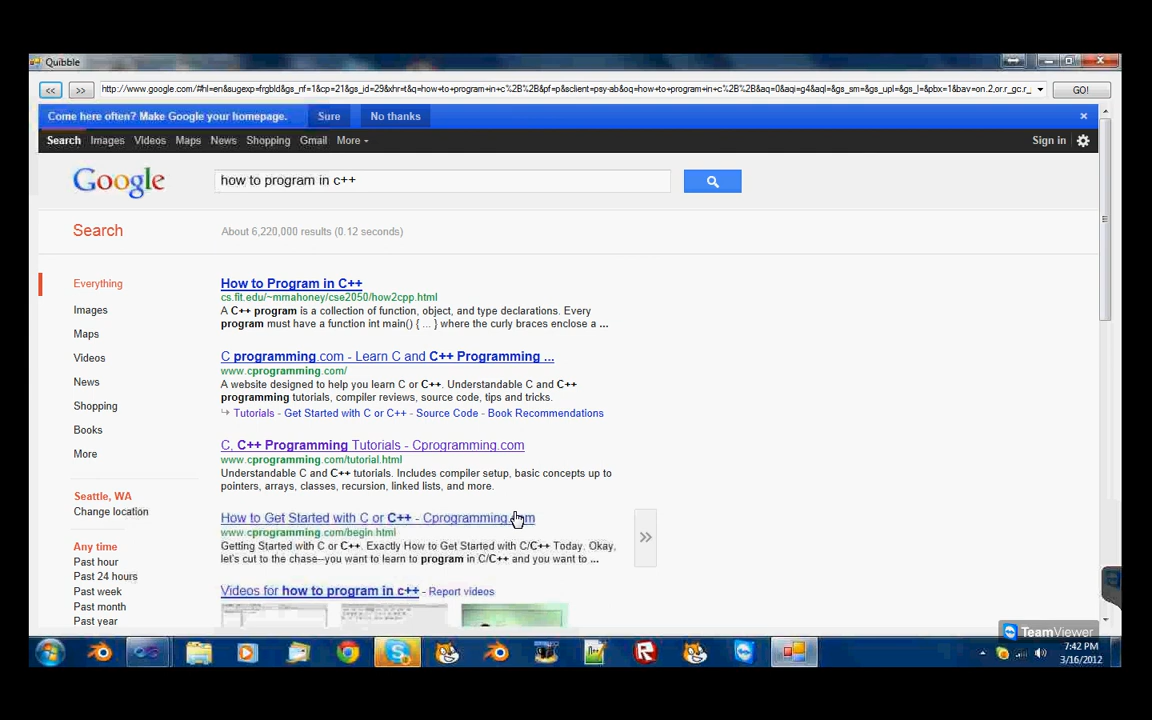 Quibble
<<
>>
GO!
Come here often? Make Google your homepage.
Sure
No thanks
Search Images Videos Maps News Shopping Gmail More
Sign in
Google
how to program in c++
Search
About 6,220,000 results (0.12 seconds)
Everything
Images
Maps
Videos
News
Shopping
Books
More
Seattle, WA
Change location
Any time
Past hour
Past 24 hours
Past week
Past month
Past year
How to Program in C++
cs.fit.edu/~mmahoney/cse2050/how2cpp.html
A C++ program is a collection of function, object, and type declarations. Every
program must have a function int main() { ... } where the curly braces enclose a ...
C programming.com - Learn C and C++ Programming ...
www.cprogramming.com/
A website designed to help you learn C or C++. Understandable C and C++
programming tutorials, compiler reviews, source code, tips and tricks.
Tutorials - Get Started with C or C++ - Source Code - Book Recommendations
C, C++ Programming Tutorials - Cprogramming.com
www.cprogramming.com/tutorial.html
Understandable C and C++ tutorials. Includes compiler setup, basic concepts up to
pointers, arrays, classes, recursion, linked lists, and more.
How to Get Started with C or C++ - Cprogramming.com
www.cprogramming.com/begin.html
Getting Started with C or C++. Exactly How to Get Started with C/C++ Today. Okay,
let's cut to the chase--you want to learn to program in C/C++ and you want to ...
Videos for how to program in c++ - Report videos
TeamViewer
7:42 PM
3/16/2012